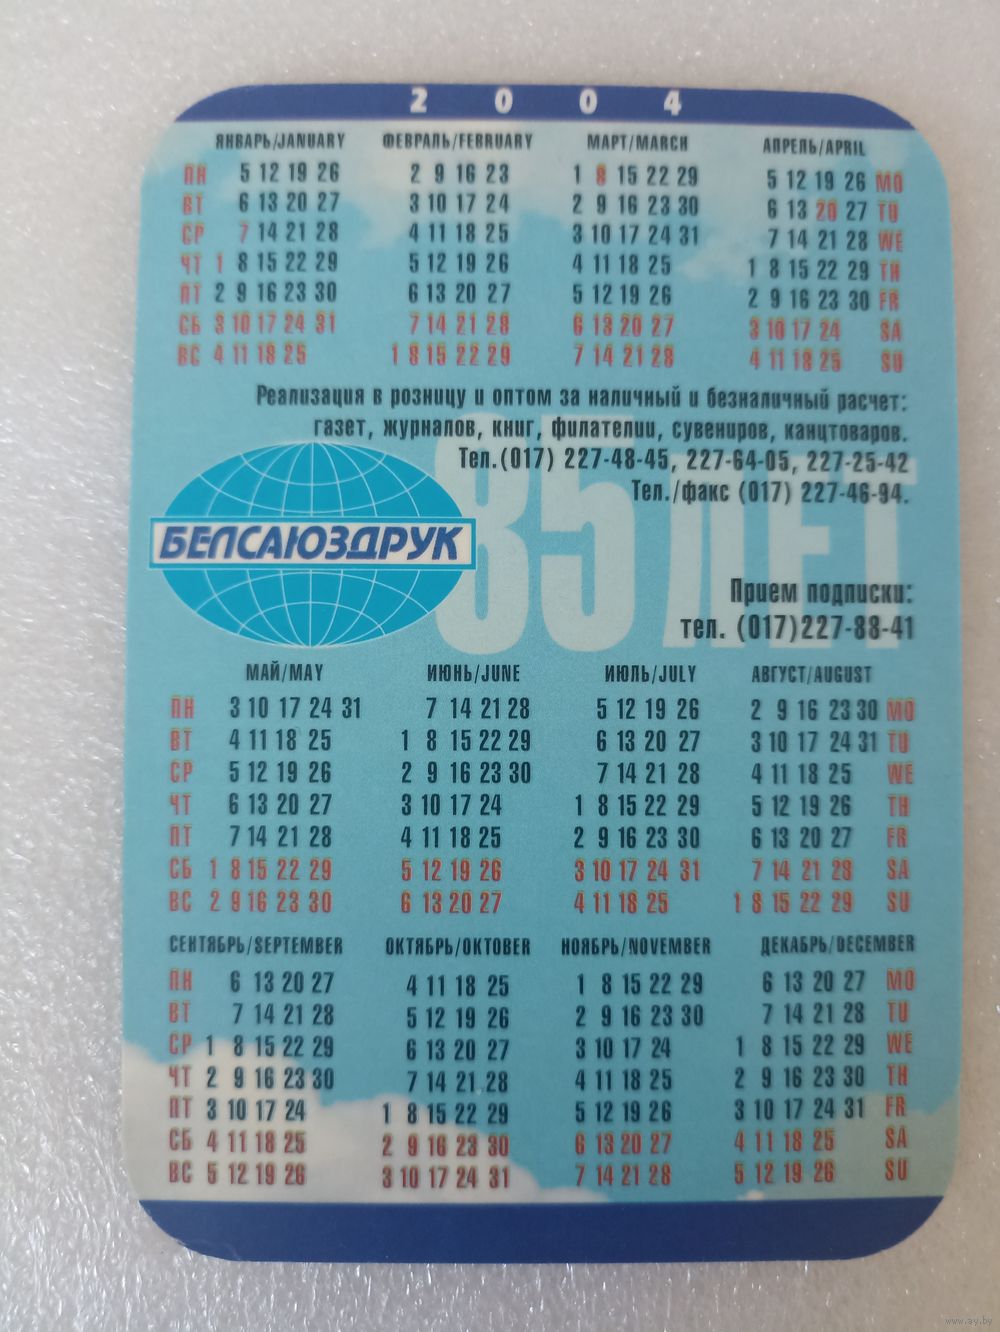 2 0 0 4
ЯНВАРЬ/JANUARY ФЕВРАЛЬ/FEBRUARY МАРТ/MARCH АПРЕЛЬ/APRIL
ПН 5 12 19 26 2 9 16 23 1 8 15 22 29 5 12 19 26 MO
ВТ 6 13 20 27 3 10 17 24 2 9 16 23 30 6 13 20 27 TU
СР 7 14 21 28 4 11 18 25 3 10 17 24 31 7 14 21 28 WE
ЧТ 1 8 15 22 29 5 12 19 26 4 11 18 25 1 8 15 22 29 TH
ПТ 2 9 16 23 30 6 13 20 27 5 12 19 26 2 9 16 23 30 FR
СБ 3 10 17 24 31 7 14 21 28 6 13 20 27 3 10 17 24 SA
ВС 4 11 18 25 1 8 15 22 29 7 14 21 28 4 11 18 25 SU
Реализация в розницу и оптом за наличный и безналичный расчет:
газет, журналов, книг, филателии, сувениров, канцтоваров.
Тел.(017) 227-48-45, 227-64-05, 227-25-42
Тел./факс (017) 227-46-94.
БЕЛСАЮЗДРУК
85 ЛЕТ
Прием подписки:
тел. (017)227-88-41
МАЙ/MAY ИЮНЬ/JUNE ИЮЛЬ/JULY АВГУСТ/AUGUST
ПН 3 10 17 24 31 7 14 21 28 5 12 19 26 2 9 16 23 30 MO
ВТ 4 11 18 25 1 8 15 22 29 6 13 20 27 3 10 17 24 31 TU
СР 5 12 19 26 2 9 16 23 30 7 14 21 28 4 11 18 25 WE
ЧТ 6 13 20 27 3 10 17 24 1 8 15 22 29 5 12 19 26 TH
ПТ 7 14 21 28 4 11 18 25 2 9 16 23 30 6 13 20 27 FR
СБ 1 8 15 22 29 5 12 19 26 3 10 17 24 31 7 14 21 28 SA
ВС 2 9 16 23 30 6 13 20 27 4 11 18 25 1 8 15 22 29 SU
СЕНТЯБРЬ/SEPTEMBER ОКТЯБРЬ/OKTOBER НОЯБРЬ/NOVEMBER ДЕКАБРЬ/DECEMBER
ПН 6 13 20 27 4 11 18 25 1 8 15 22 29 6 13 20 27 MO
ВТ 7 14 21 28 5 12 19 26 2 9 16 23 30 7 14 21 28 TU
СР 1 8 15 22 29 6 13 20 27 3 10 17 24 1 8 15 22 29 WE
ЧТ 2 9 16 23 30 7 14 21 28 4 11 18 25 2 9 16 23 30 TH
ПТ 3 10 17 24 1 8 15 22 29 5 12 19 26 3 10 17 24 31 FR
СБ 4 11 18 25 2 9 16 23 30 6 13 20 27 4 11 18 25 SA
ВС 5 12 19 26 3 10 17 24 31 7 14 21 28 5 12 19 26 SU
www.ay.by